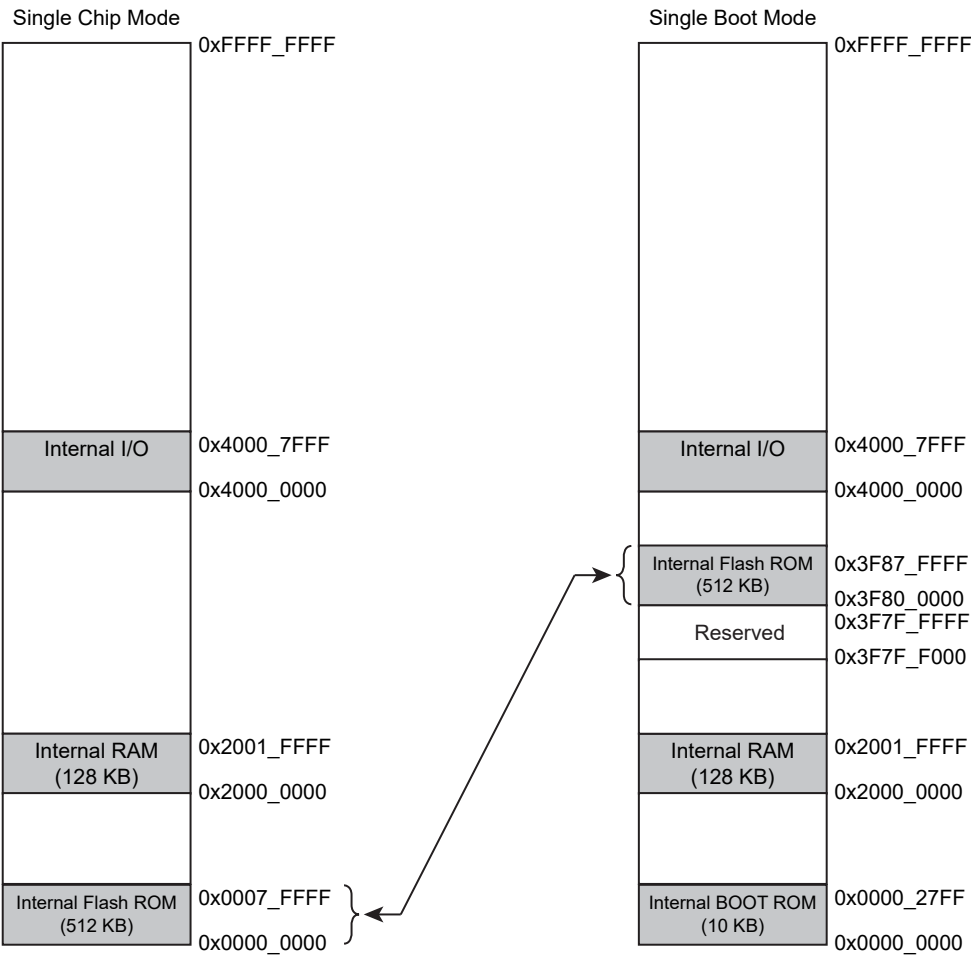 Single Chip Mode
0xFFFF_FFFF
Internal I/O
0x4000_7FFF
0x4000_0000
Internal RAM
(128 KB)
0x2001_FFFF
0x2000_0000
Internal Flash ROM
(512 KB)
0x0007_FFFF
0x0000_0000
Single Boot Mode
0xFFFF_FFFF
Internal I/O
0x4000_7FFF
0x4000_0000
Internal Flash ROM
(512 KB)
0x3F87_FFFF
0x3F80_0000
Reserved
0x3F7F_FFFF
0x3F7F_F000
Internal RAM
(128 KB)
0x2001_FFFF
0x2000_0000
Internal BOOT ROM
(10 KB)
0x0000_27FF
0x0000_0000